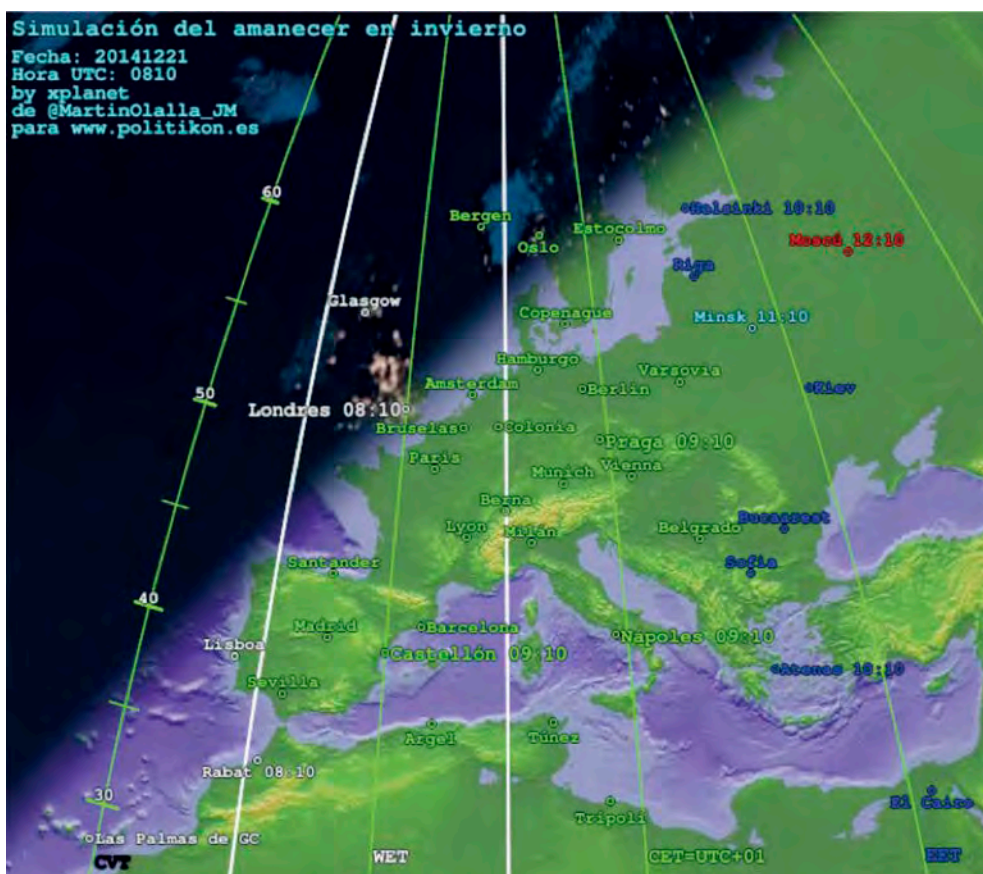 Simulación del amanecer en invierno
Fecha: 20141221
Hora UTC: 0810
by xplanet
de @MartinOlalla_JM
para www.politikon.es
60
Bergen
Oslo
Estocolmo
Helsinki 10:10
Moscú 12:10
Riga
Glasgow
Copenague
Minsk 11:10
Hamburgo
50
Amsterdam
Berlin
Varsovia
Kiev
Londres 08:10
Bruselas
Colonia
Praga 09:10
Paris
Munich
Vienna
Berna
Lyon
Milán
Belgrado
Bucarest
Santander
Sofia
40
Madrid
Barcelona
Nápoles 09:10
Lisboa
Castellón 09:10
Atenas 10:10
Sevilla
Argel
Túnez
Rabat 08:10
30
El Cairo
Tripoli
Las Palmas de GC
CVT
WET
CET=UTC+01
EET